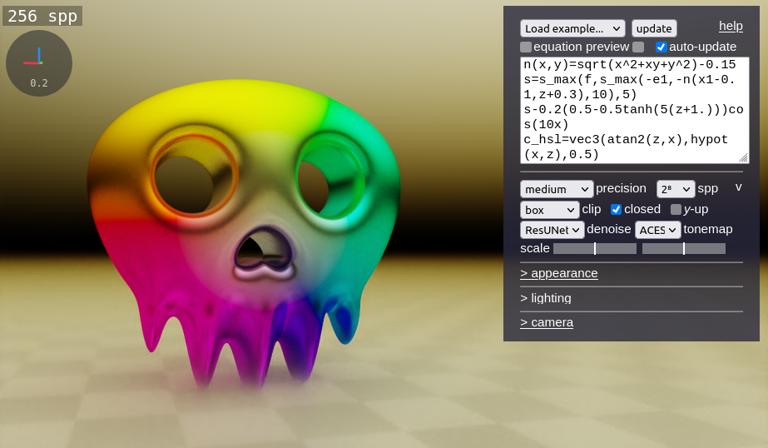 256 spp
0.2
Load example...
update
help
equation preview
auto-update
n(x,y)=sqrt(x^2+xy+y^2)-0.15
s=s_max(f,s_max(-e1,-n(x1-0.
1,z+0.3),10),5)
s-0.2(0.5-0.5tanh(5(z+1.)))co
s(10x)
c_hsl=vec3(atan2(z,x),hypot
(x,z),0.5)
medium precision 2⁸ spp v
box clip closed y-up
ResUNet denoise ACES tonemap
scale
> appearance
> lighting
> camera